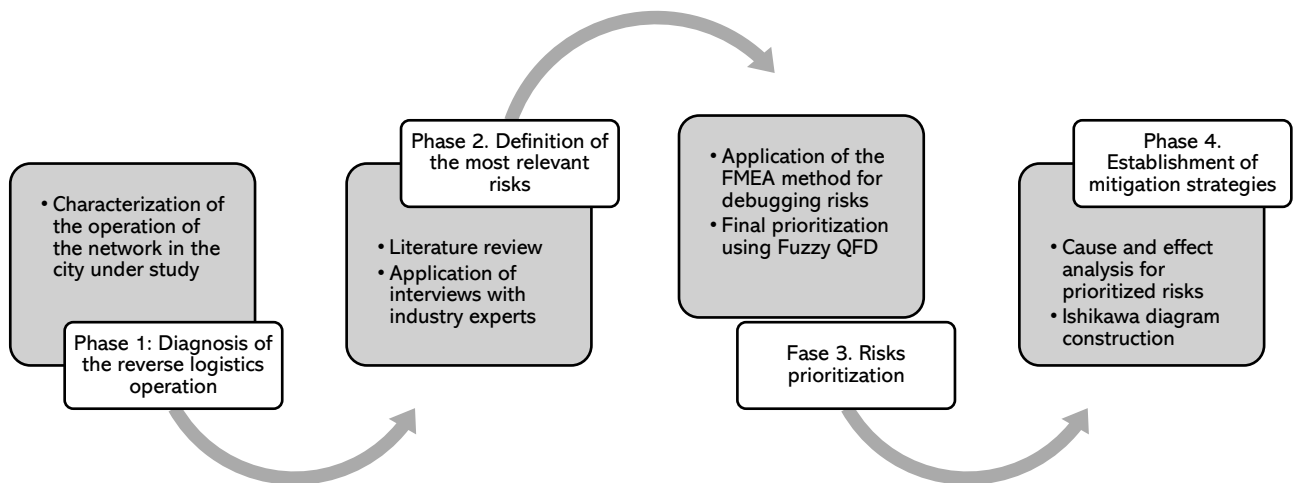 • Characterization of
the operation of
the network in the
city under study
Phase 1: Diagnosis of
the reverse logistics
operation
Phase 2. Definition of
the most relevant
risks
• Literature review
• Application of
interviews with
industry experts
• Application of the
FMEA method for
debugging risks
• Final prioritization
using Fuzzy QFD
Fase 3. Risks
prioritization
Phase 4.
Establishment of
mitigation strategies
• Cause and effect
analysis for
prioritized risks
• Ishikawa diagram
construction